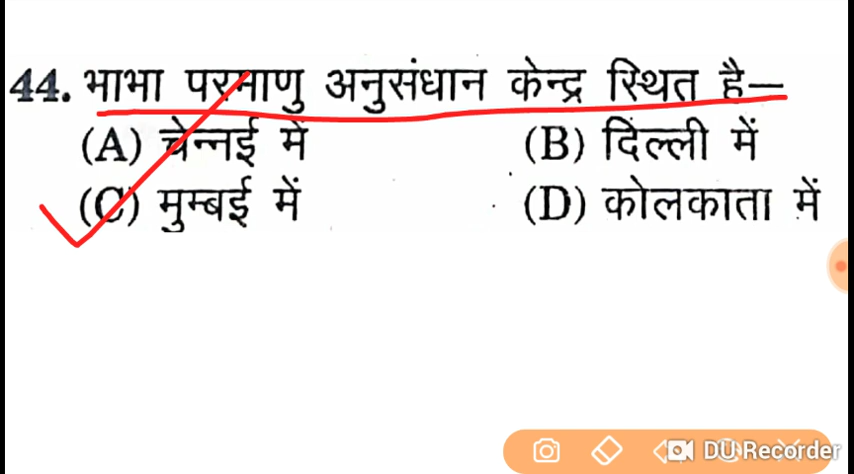 44. भाभा परमाणु अनुसंधान केन्द्र स्थित है—
(A) चेन्नई में (B) दिल्ली में
(C) मुम्बई में (D) कोलकाता में
DU Recorder